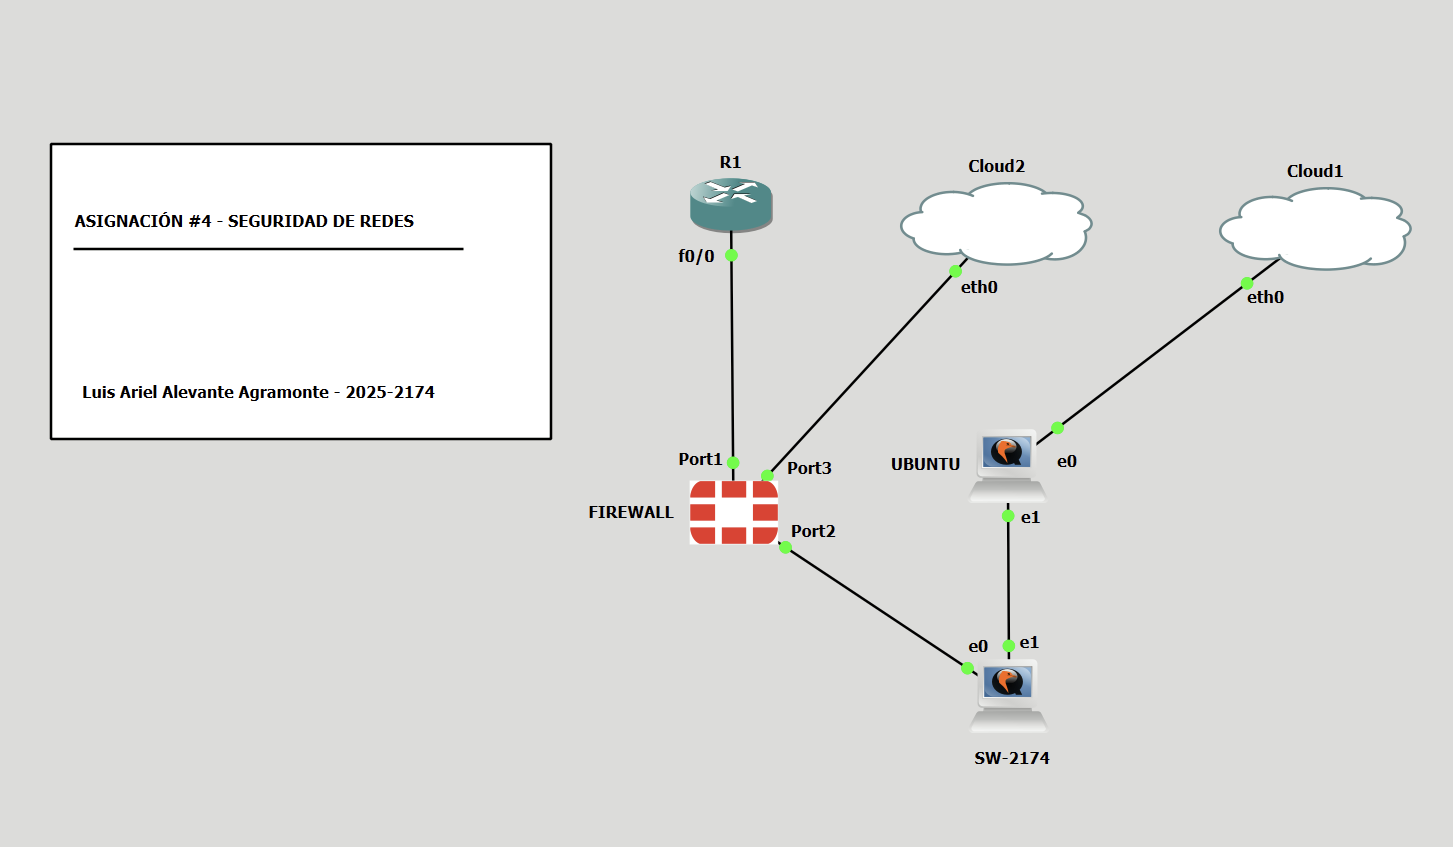 ASIGNACIÓN #4 - SEGURIDAD DE REDES
Luis Ariel Alevante Agramonte - 2025-2174
R1
f0/0
Cloud2
eth0
Cloud1
eth0
Port1
Port3
FIREWALL
Port2
UBUNTU
e0
e1
e0
e1
SW-2174